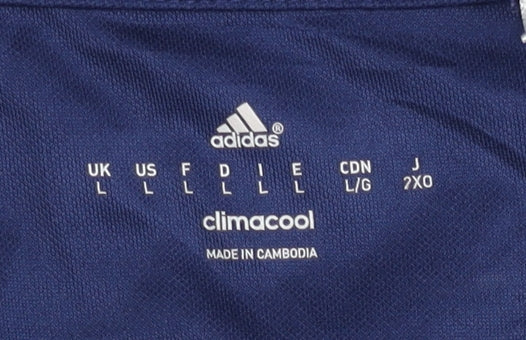 adidas®
UK US F D I E CDN J
L L L L L L L/G 2XO
climacool
MADE IN CAMBODIA